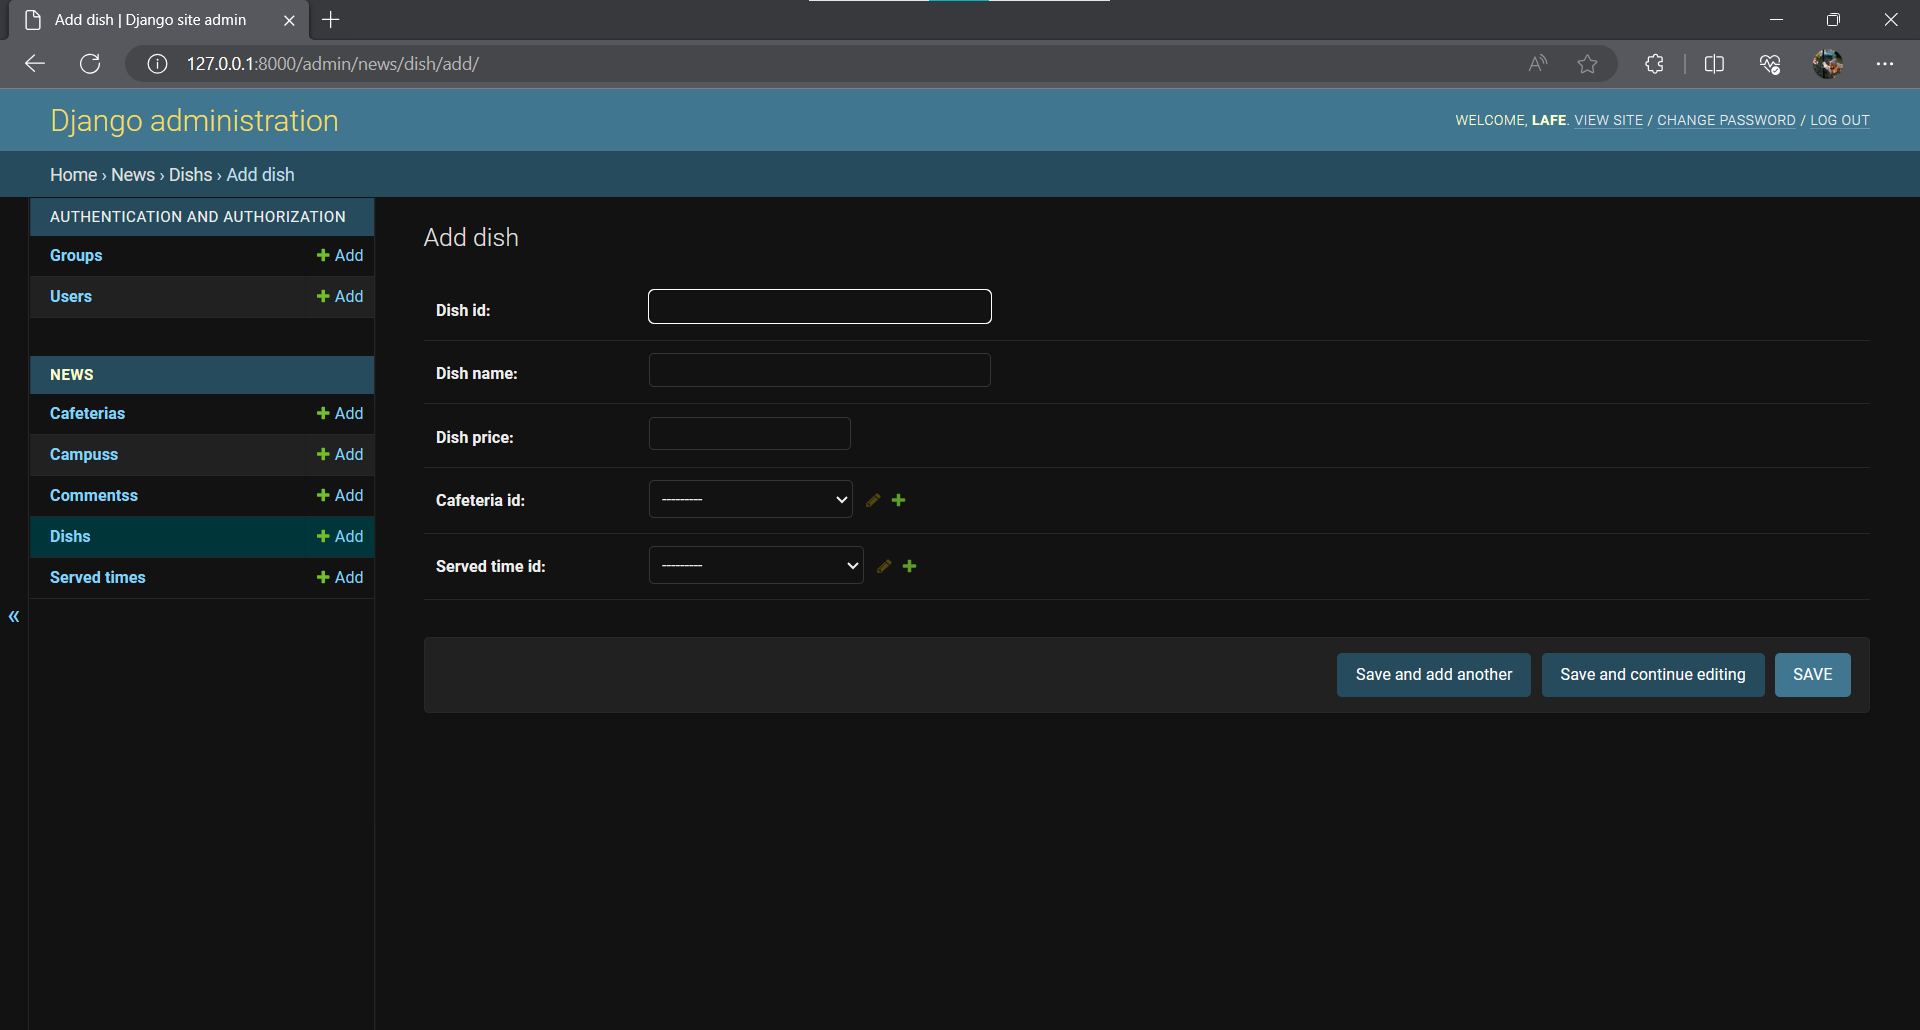 Add dish | Django site admin
127.0.0.1:8000/admin/news/dish/add/
Django administration
WELCOME, LAFE. VIEW SITE / CHANGE PASSWORD / LOG OUT
Home › News › Dishs › Add dish
AUTHENTICATION AND AUTHORIZATION
Groups + Add
Users + Add
NEWS
Cafeterias + Add
Campuss + Add
Commentss + Add
Dishs + Add
Served times + Add
«
Add dish
Dish id:
Dish name:
Dish price:
Cafeteria id: ---------
Served time id: ---------
Save and add another Save and continue editing SAVE